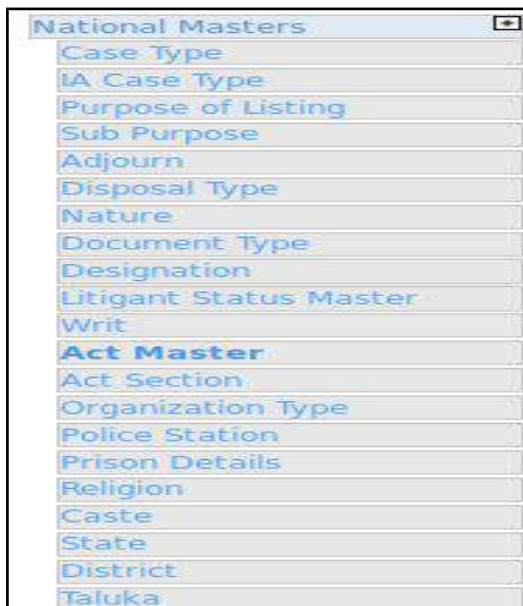 National Masters
Case Type
IA Case Type
Purpose of Listing
Sub Purpose
Adjourn
Disposal Type
Nature
Document Type
Designation
Litigant Status Master
Writ
Act Master
Act Section
Organization Type
Police Station
Prison Details
Religion
Caste
State
District
Taluka